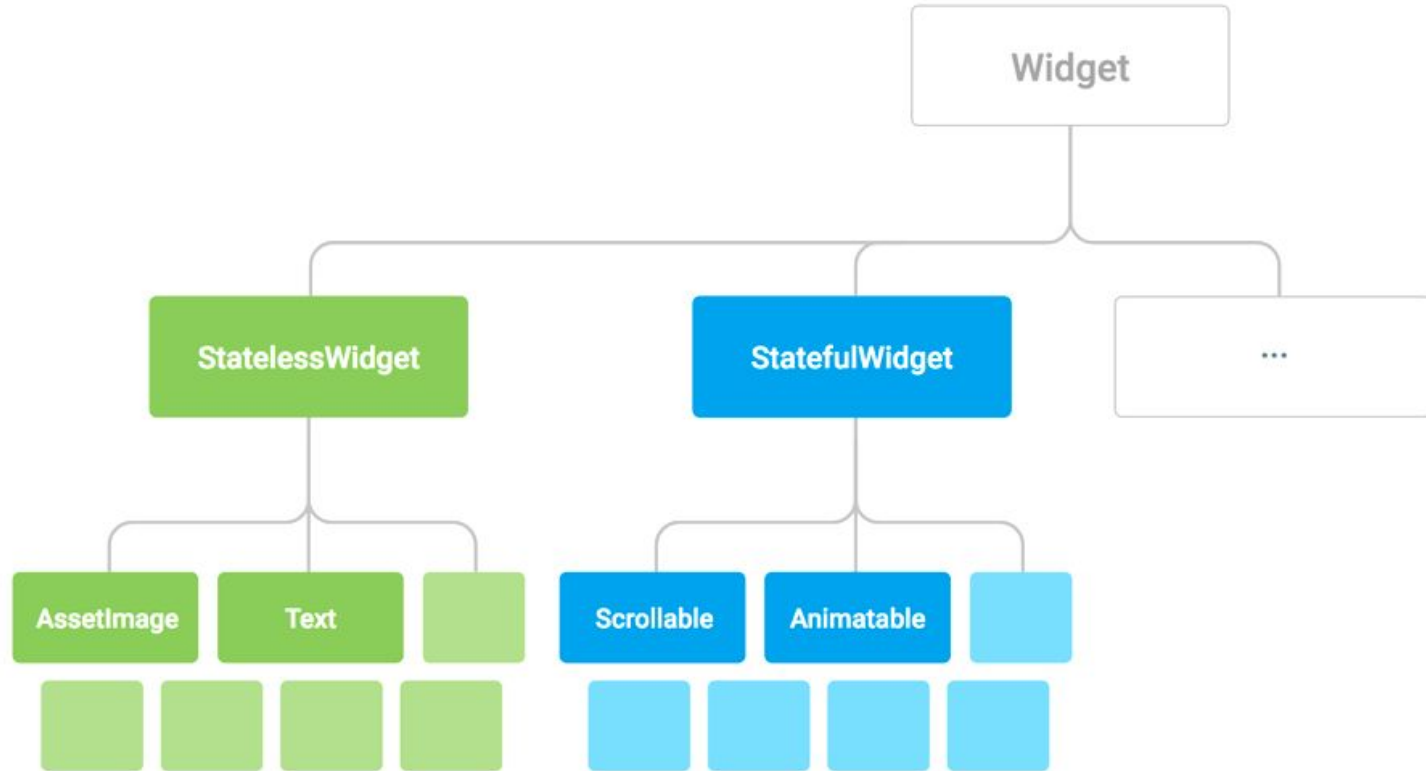 Widget
StatelessWidget
StatefulWidget
...
AssetImage
Text
Scrollable
Animatable